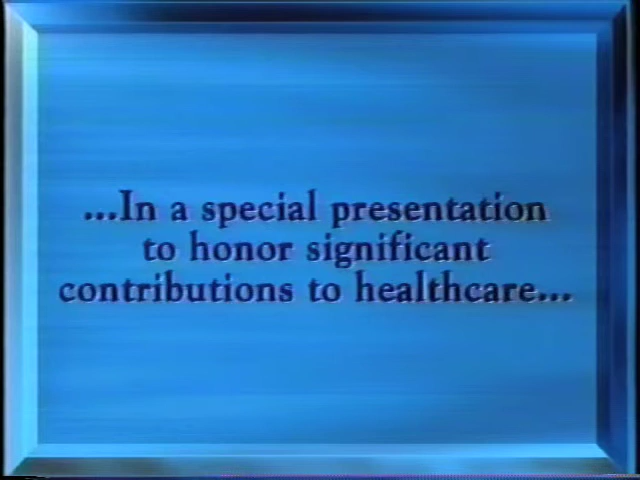 ...In a special presentation
to honor significant
contributions to healthcare...